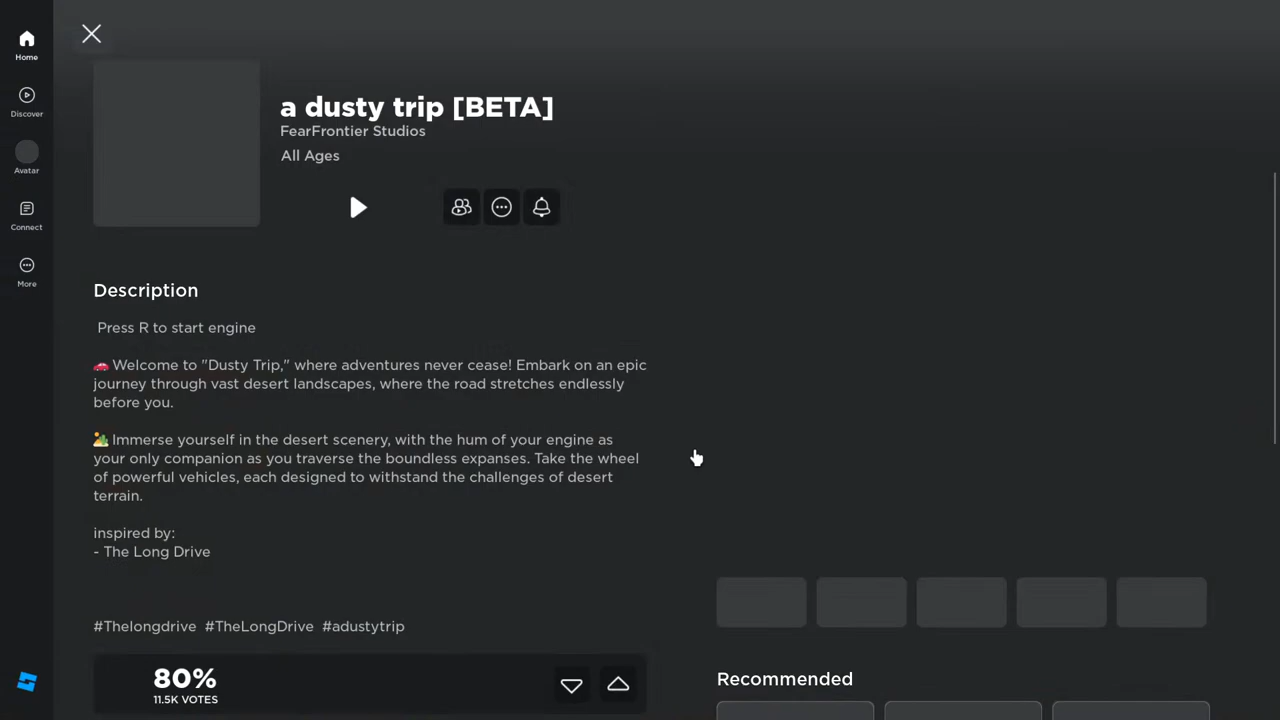 Home
Discover
Avatar
Connect
More
a dusty trip [BETA]
FearFrontier Studios
All Ages
Description
Press R to start engine
🚗 Welcome to "Dusty Trip," where adventures never cease! Embark on an epic
journey through vast desert landscapes, where the road stretches endlessly
before you.
🏜️ Immerse yourself in the desert scenery, with the hum of your engine as
your only companion as you traverse the boundless expanses. Take the wheel
of powerful vehicles, each designed to withstand the challenges of desert
terrain.
inspired by:
- The Long Drive
#Thelongdrive #TheLongDrive #adustytrip
80%
11.5K VOTES
Recommended